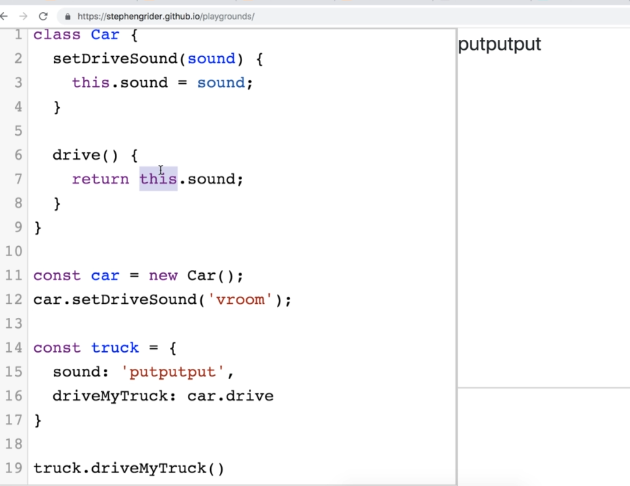 https://stephengrider.github.io/playgrounds/
1 class Car {
2   setDriveSound(sound) {
3     this.sound = sound;
4   }
5
6   drive() {
7     return this.sound;
8   }
9 }
10
11 const car = new Car();
12 car.setDriveSound('vroom');
13
14 const truck = {
15   sound: 'putputput',
16   driveMyTruck: car.drive
17 }
18
19 truck.driveMyTruck()
putputput